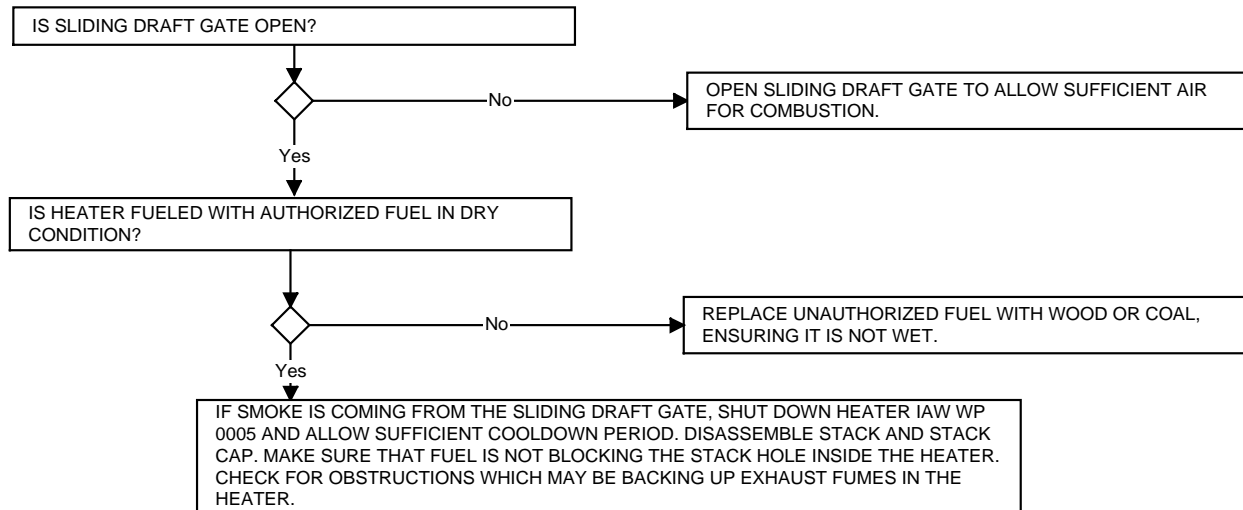 IS SLIDING DRAFT GATE OPEN?
No
OPEN SLIDING DRAFT GATE TO ALLOW SUFFICIENT AIR
FOR COMBUSTION.
Yes
IS HEATER FUELED WITH AUTHORIZED FUEL IN DRY
CONDITION?
No
REPLACE UNAUTHORIZED FUEL WITH WOOD OR COAL,
ENSURING IT IS NOT WET.
Yes
IF SMOKE IS COMING FROM THE SLIDING DRAFT GATE, SHUT DOWN HEATER IAW WP
0005 AND ALLOW SUFFICIENT COOLDOWN PERIOD. DISASSEMBLE STACK AND STACK
CAP. MAKE SURE THAT FUEL IS NOT BLOCKING THE STACK HOLE INSIDE THE HEATER.
CHECK FOR OBSTRUCTIONS WHICH MAY BE BACKING UP EXHAUST FUMES IN THE
HEATER.